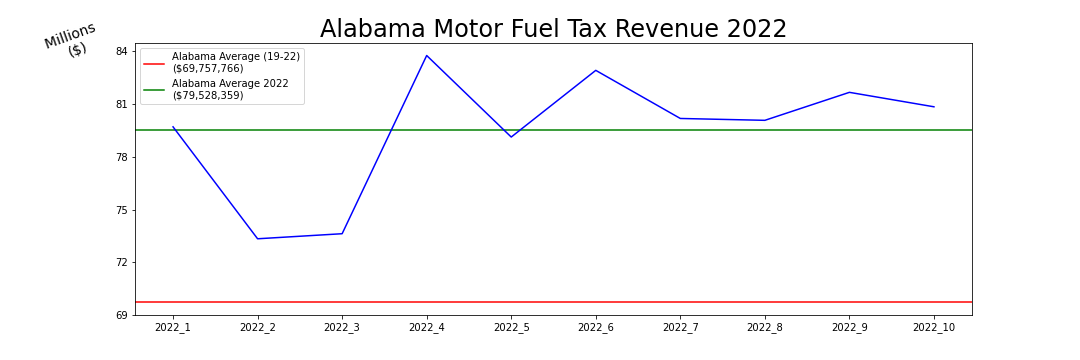 Alabama Motor Fuel Tax Revenue 2022
Millions
($)
84
81
78
75
72
69
Alabama Average (19-22)
($69,757,766)
Alabama Average 2022
($79,528,359)
2022_1 2022_2 2022_3 2022_4 2022_5 2022_6 2022_7 2022_8 2022_9 2022_10